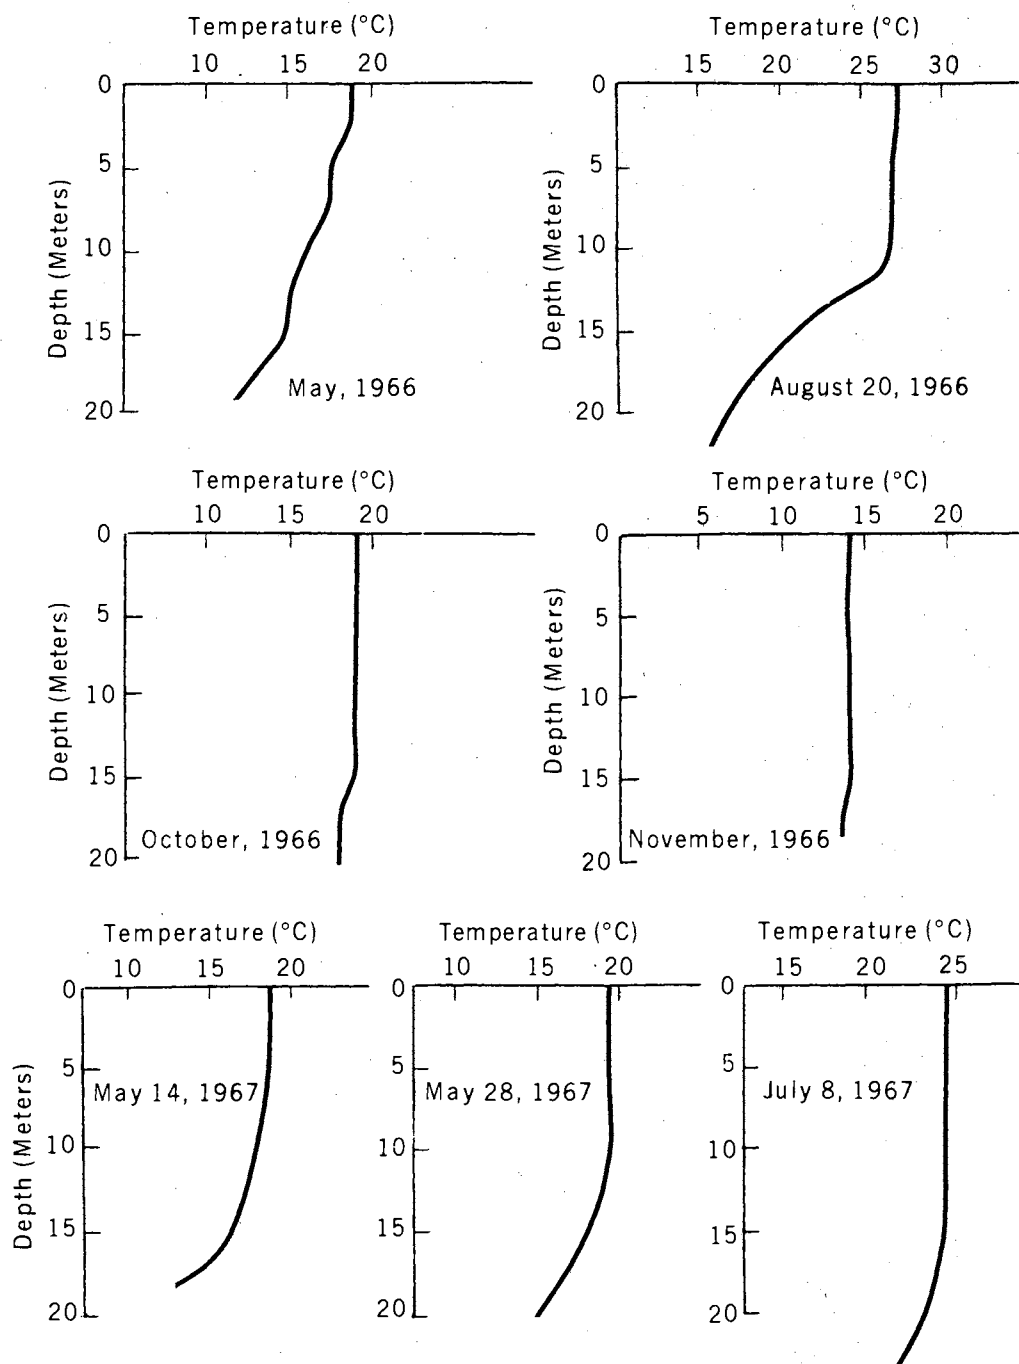 Temperature (°C)
10 15 20
0
5
10
15
20
Depth (Meters)
May, 1966
Temperature (°C)
15 20 25 30
0
5
10
15
20
Depth (Meters)
August 20, 1966
Temperature (°C)
10 15 20
0
5
10
15
20
Depth (Meters)
October, 1966
Temperature (°C)
5 10 15 20
0
5
10
15
20
Depth (Meters)
November, 1966
Temperature (°C)
10 15 20
0
5
10
15
20
Depth (Meters)
May 14, 1967
Temperature (°C)
10 15 20
0
5
10
15
20
May 28, 1967
Temperature (°C)
15 20 25
0
5
10
15
20
July 8, 1967